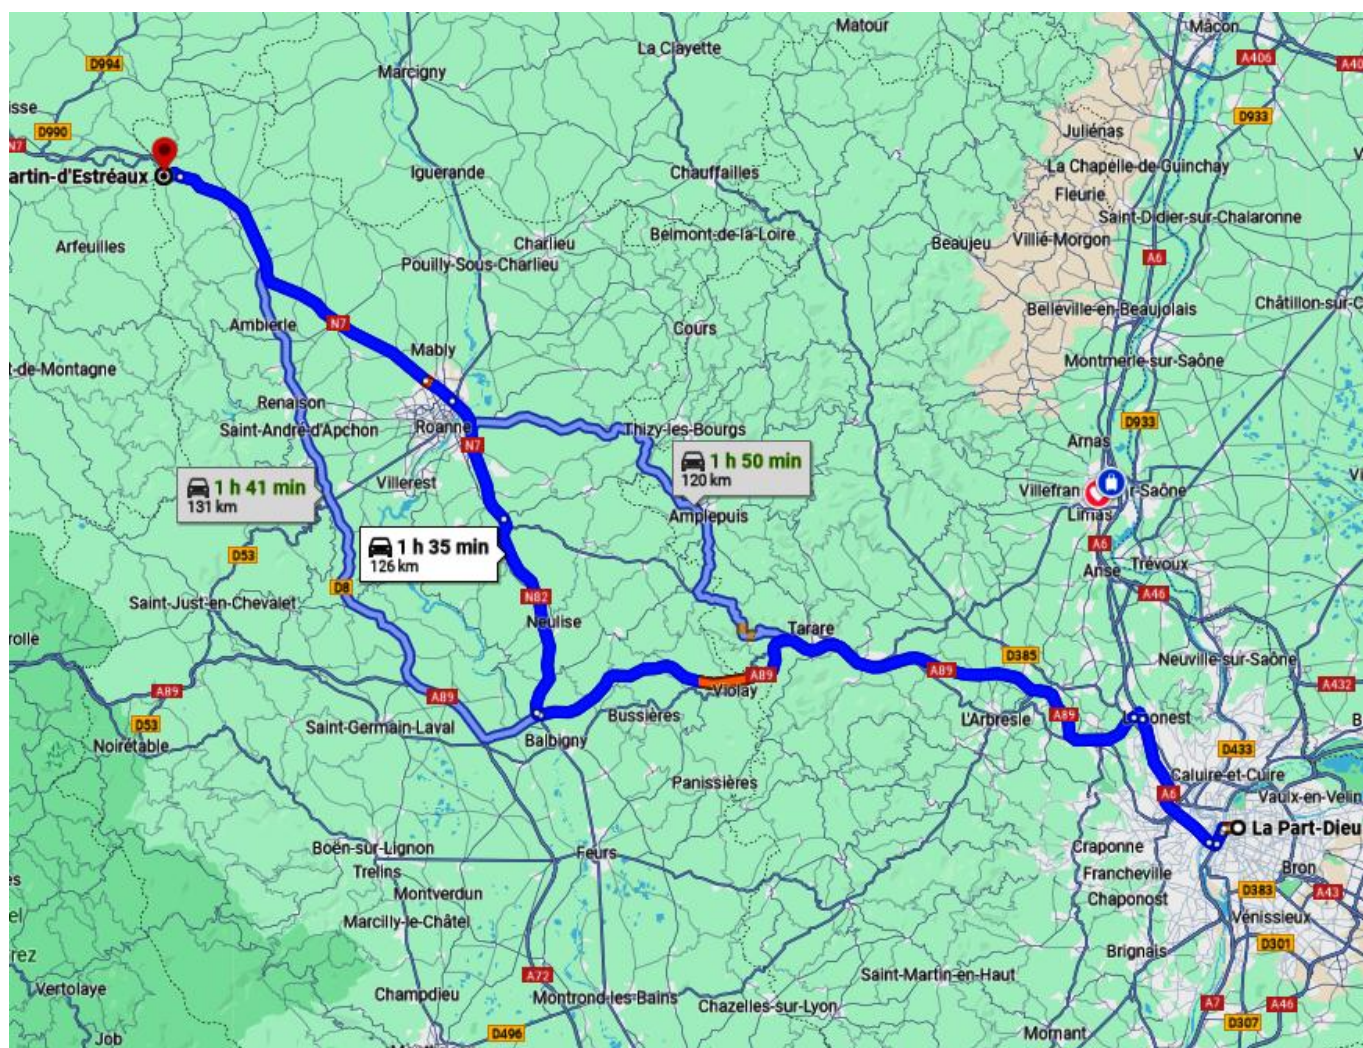 Matour
Mâcon
La Clayette
A406
D994
Marcigny
A40
isse
D933
D990
Juliénas
N7
La Chapelle-de-Guinchay
artin-d'Estréaux
Iguerande
Chauffailles
Fleurie
Saint-Didier-sur-Chalaronne
Arfeuilles
Charlieu
Belmont-de-la-Loire
Beaujeu
Villié-Morgon
A6
Pouilly-Sous-Charlieu
Châtillon-sur-C
Belleville-en-Beaujolais
Ambierle
N7
Cours
Mably
Montmerle-sur-Saône
t-de-Montagne
Renaison
D933
Saint-André-d'Apchon
Roanne
Thizy-les-Bourgs
Arnas
N7
1 h 50 min
120 km
Villerest
1 h 41 min
131 km
Villefran
r-Saône
Limas
Amplepuis
A6
1 h 35 min
126 km
D53
Trévoux
Anse
D8
N82
A46
Saint-Just-en-Chevalet
Neulise
Tarare
rolle
D385
Neuville-sur-Saône
A89
A89
A89
A432
Violay
A89
D53
Saint-Germain-Laval
Bussières
L'Arbresle
A89
L
onest
Noirétable
Balbigny
D433
Panissières
Caluire-et-Cuire
A6
Vaulx-en-Velin
La Part-Dieu
Boën-sur-Lignon
Feurs
Craponne
Trelins
Francheville
Bron
es
Montverdun
Chaponost
D383
A43
el
Marcilly-le-Châtel
Vénissieux
rez
Brignais
D301
A72
Saint-Martin-en-Haut
Vertolaye
Champdieu
Montrond-les-Bains
Chazelles-sur-Lyon
A7
A46
D307
Job
D496
Mornant